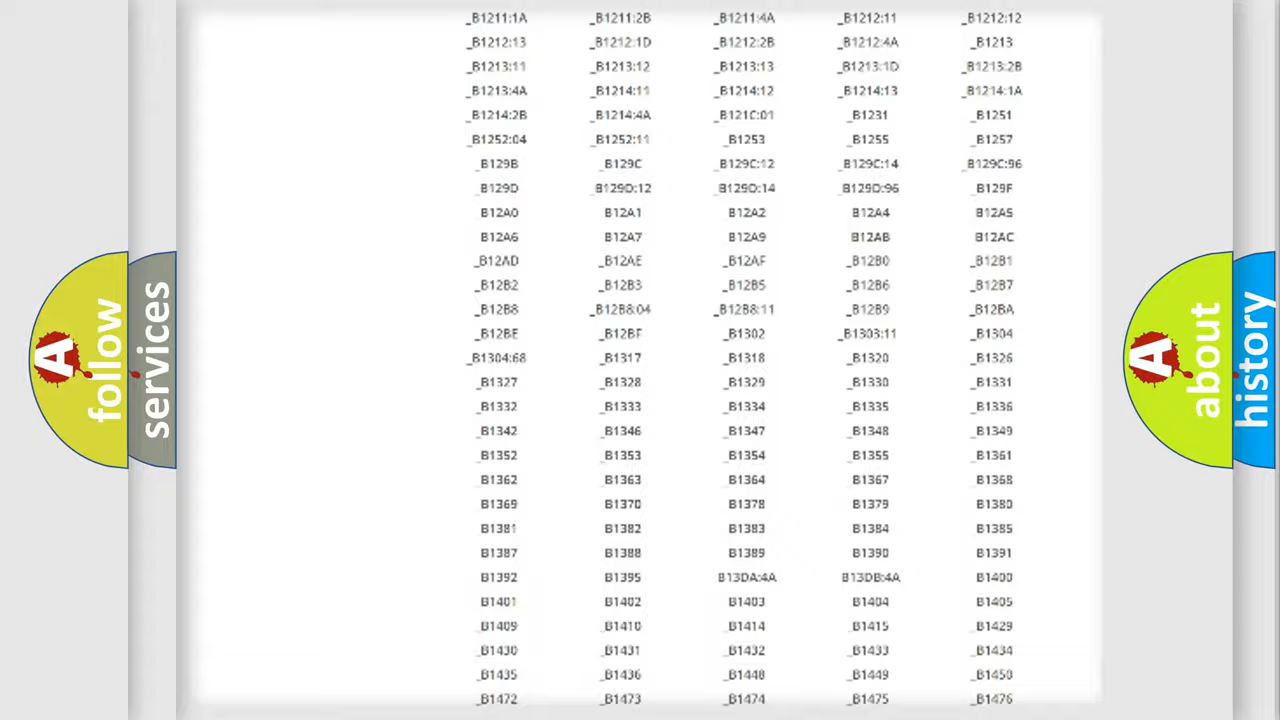 _B1211:1A _B1211:2B _B1211:4A _B1212:11 _B1212:12
_B1212:13 _B1212:1D _B1212:2B _B1212:4A _B1213
_B1213:11 _B1213:12 _B1213:13 _B1213:1D _B1213:2B
_B1213:4A _B1214:11 _B1214:12 _B1214:13 _B1214:1A
_B1214:2B _B1214:4A _B121C:01 _B1231 _B1251
_B1252:04 _B1252:11 _B1253 _B1255 _B1257
_B129B _B129C _B129C:12 _B129C:14 _B129C:96
_B129D _B129D:12 _B129D:14 _B129D:96 _B129F
B12A0 B12A1 B12A2 B12A4 B12A5
B12A6 B12A7 B12A9 B12AB B12AC
_B12AD _B12AE _B12AF _B12B0 _B12B1
_B12B2 _B12B3 _B12B5 _B12B6 _B12B7
_B12B8 _B12B8:04 _B12B8:11 _B12B9 _B12BA
_B12BE _B12BF _B1302 _B1303:11 _B1304
_B1304:68 _B1317 _B1318 _B1320 _B1326
_B1327 _B1328 _B1329 _B1330 _B1331
_B1332 _B1333 _B1334 _B1335 _B1336
_B1342 _B1346 _B1347 _B1348 _B1349
_B1352 _B1353 _B1354 _B1355 _B1361
_B1362 _B1363 _B1364 _B1367 _B1368
B1369 B1370 B1378 B1379 B1380
B1381 B1382 B1383 B1384 B1385
B1387 B1388 B1389 B1390 B1391
B1392 B1395 B13DA:4A B13DB:4A B1400
B1401 B1402 B1403 B1404 B1405
_B1409 _B1410 _B1414 _B1415 _B1429
_B1430 _B1431 _B1432 _B1433 _B1434
_B1435 _B1436 _B1448 _B1449 _B1450
_B1472 _B1473 _B1474 _B1475 _B1476
A follow
services
A about
history